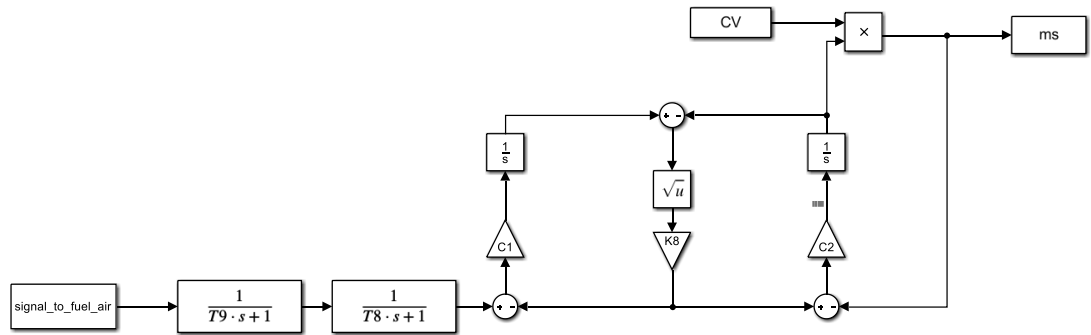 CV
×
ms
+ -
1
s
1
s
√u
C1
K8
C2
signal_to_fuel_air
1
T9 · s + 1
1
T8 · s + 1
+ -
+ -